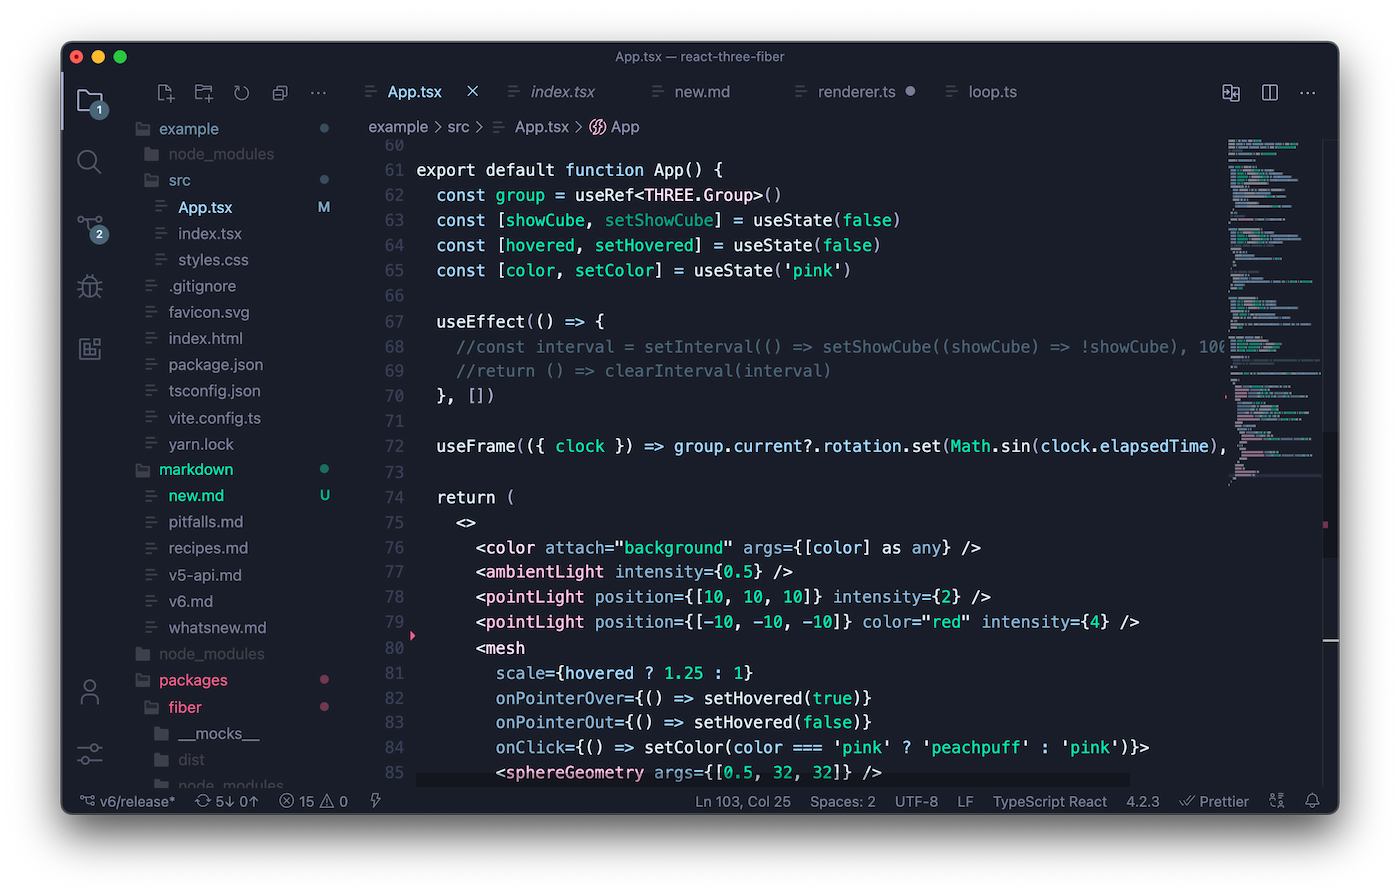 App.tsx — react-three-fiber
1
2
example
node_modules
src
App.tsx M
index.tsx
styles.css
.gitignore
favicon.svg
index.html
package.json
tsconfig.json
vite.config.ts
yarn.lock
markdown
new.md U
pitfalls.md
recipes.md
v5-api.md
v6.md
whatsnew.md
node_modules
packages
fiber
__mocks__
dist
node_modules
App.tsx index.tsx new.md renderer.ts loop.ts
example > src > App.tsx > App
60
61 export default function App() {
62 const group = useRef<THREE.Group>()
63 const [showCube, setShowCube] = useState(false)
64 const [hovered, setHovered] = useState(false)
65 const [color, setColor] = useState('pink')
66
67 useEffect(() => {
68 //const interval = setInterval(() => setShowCube((showCube) => !showCube), 100
69 //return () => clearInterval(interval)
70 }, [])
71
72 useFrame(({ clock }) => group.current?.rotation.set(Math.sin(clock.elapsedTime),
73
74 return (
75 <>
76 <color attach="background" args={[color] as any} />
77 <ambientLight intensity={0.5} />
78 <pointLight position={[10, 10, 10]} intensity={2} />
79 <pointLight position={[-10, -10, -10]} color="red" intensity={4} />
80 <mesh
81 scale={hovered ? 1.25 : 1}
82 onPointerOver={() => setHovered(true)}
83 onPointerOut={() => setHovered(false)}
84 onClick={() => setColor(color === 'pink' ? 'peachpuff' : 'pink')}>
85 <sphereGeometry args={[0.5, 32, 32]} />
v6/release* 5↓ 0↑ 15 0 Ln 103, Col 25 Spaces: 2 UTF-8 LF TypeScript React 4.2.3 Prettier